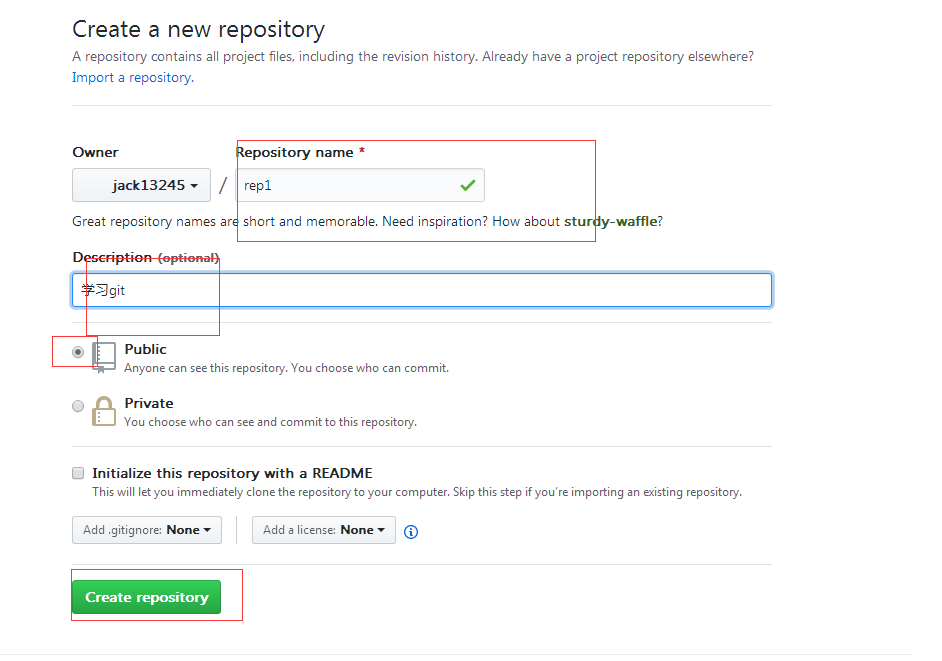 Create a new repository
A repository contains all project files, including the revision history. Already have a project repository elsewhere?
Import a repository.
Owner
Repository name *
jack13245
/
rep1
Great repository names are short and memorable. Need inspiration? How about sturdy-waffle?
Description (optional)
学习git
Public
Anyone can see this repository. You choose who can commit.
Private
You choose who can see and commit to this repository.
Initialize this repository with a README
This will let you immediately clone the repository to your computer. Skip this step if you're importing an existing repository.
Add .gitignore: None
Add a license: None
Create repository